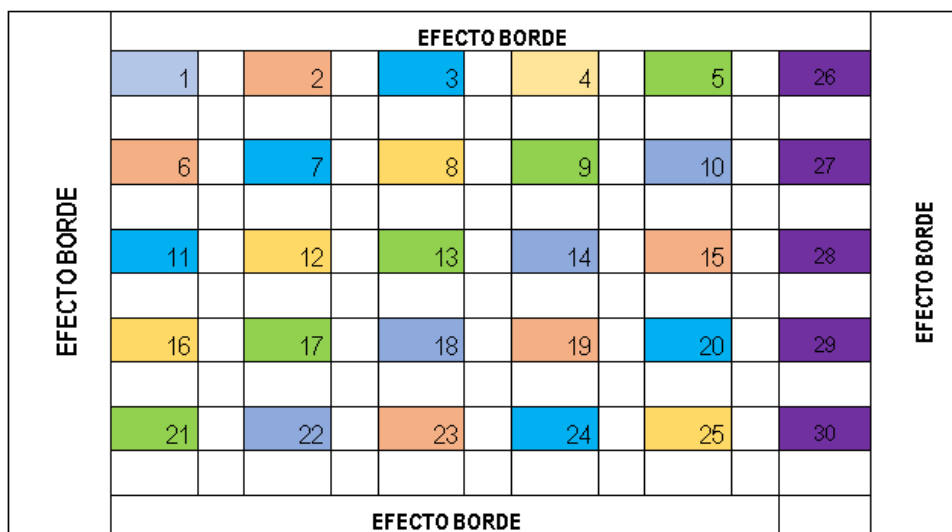 EFECTO BORDE
1 2 3 4 5 26
6 7 8 9 10 27
EFECTO BORDE
11 12 13 14 15 28
EFECTO BORDE
16 17 18 19 20 29
21 22 23 24 25 30
EFECTO BORDE